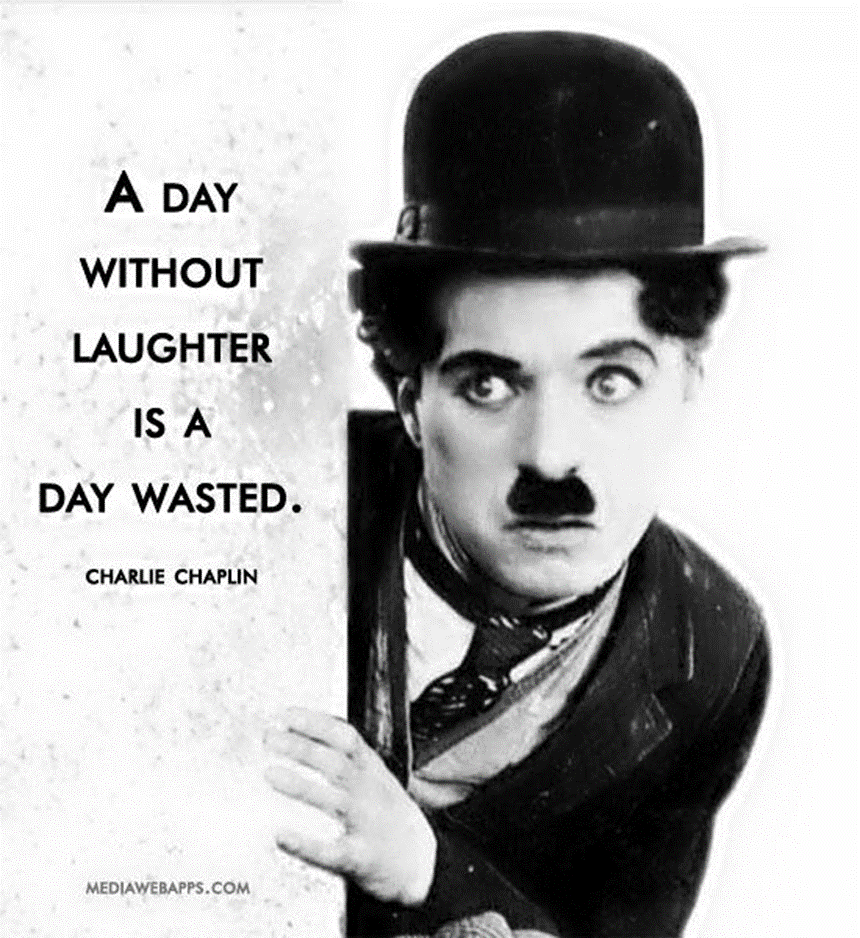 A DAY
WITHOUT
LAUGHTER
IS A
DAY WASTED.
CHARLIE CHAPLIN
MEDIAWEBAPPS.COM